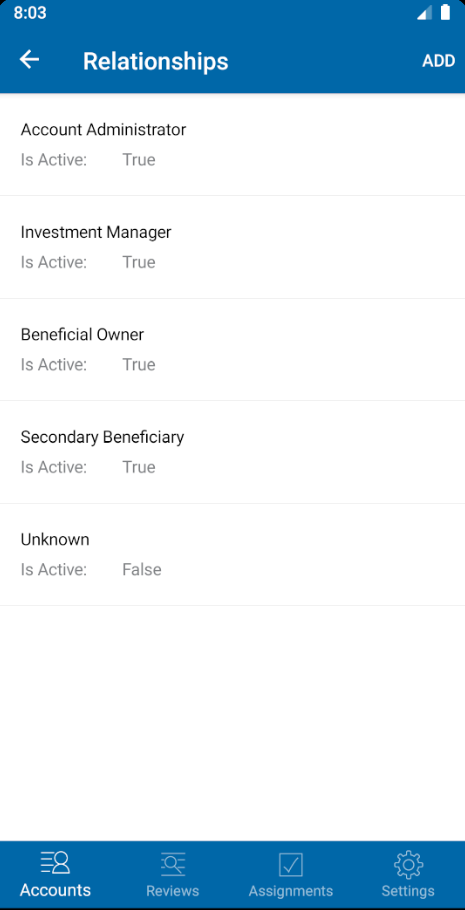 8:03
Relationships ADD
Account Administrator
Is Active: True
Investment Manager
Is Active: True
Beneficial Owner
Is Active: True
Secondary Beneficiary
Is Active: True
Unknown
Is Active: False
Accounts Reviews Assignments Settings